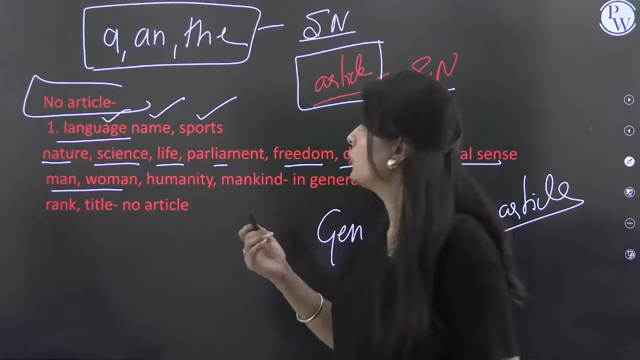 a, an, the — SN
PW
article - S.N
No article-
1. language name, sports
nature, science, life, parliament, freedom, al sense
man, woman, humanity, mankind- in gener
rank, title- no article
Gen article